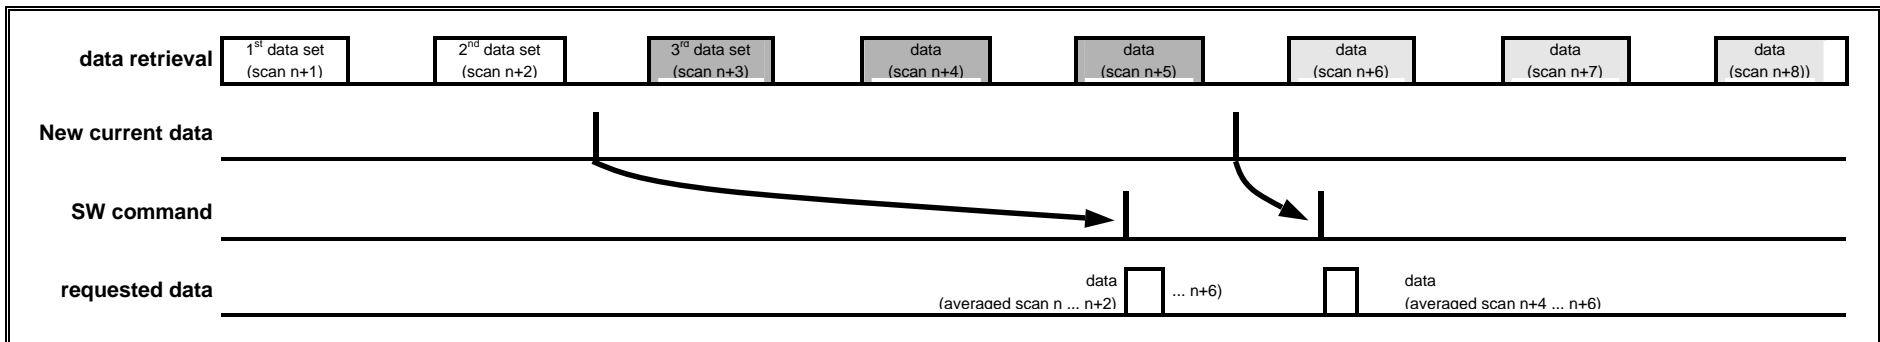 data retrieval
1st data set
(scan n+1)
2nd data set
(scan n+2)
3rd data set
(scan n+3)
data
(scan n+4)
data
(scan n+5)
data
(scan n+6)
data
(scan n+7)
data
(scan n+8))
New current data
SW command
requested data
data
(averaged scan n ... n+2)
... n+6)
data
(averaged scan n+4 ... n+6)